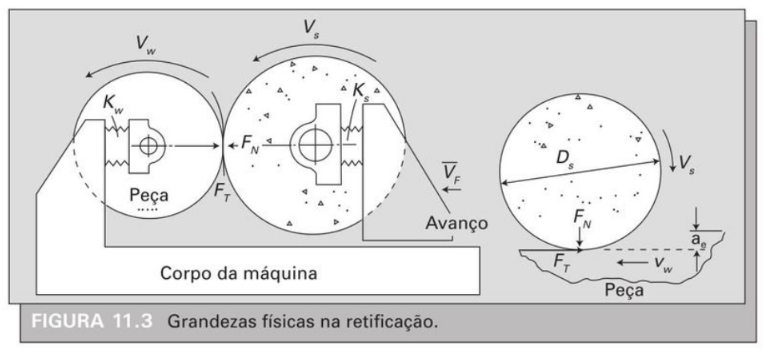 V_s
V_w
K_w
K_s
F_N
F_T
Peça
V̅_F
Avanço
Corpo da máquina
D_s
V_s
F_N
a_e
F_T
v_w
Peça
FIGURA 11.3 Grandezas físicas na retificação.